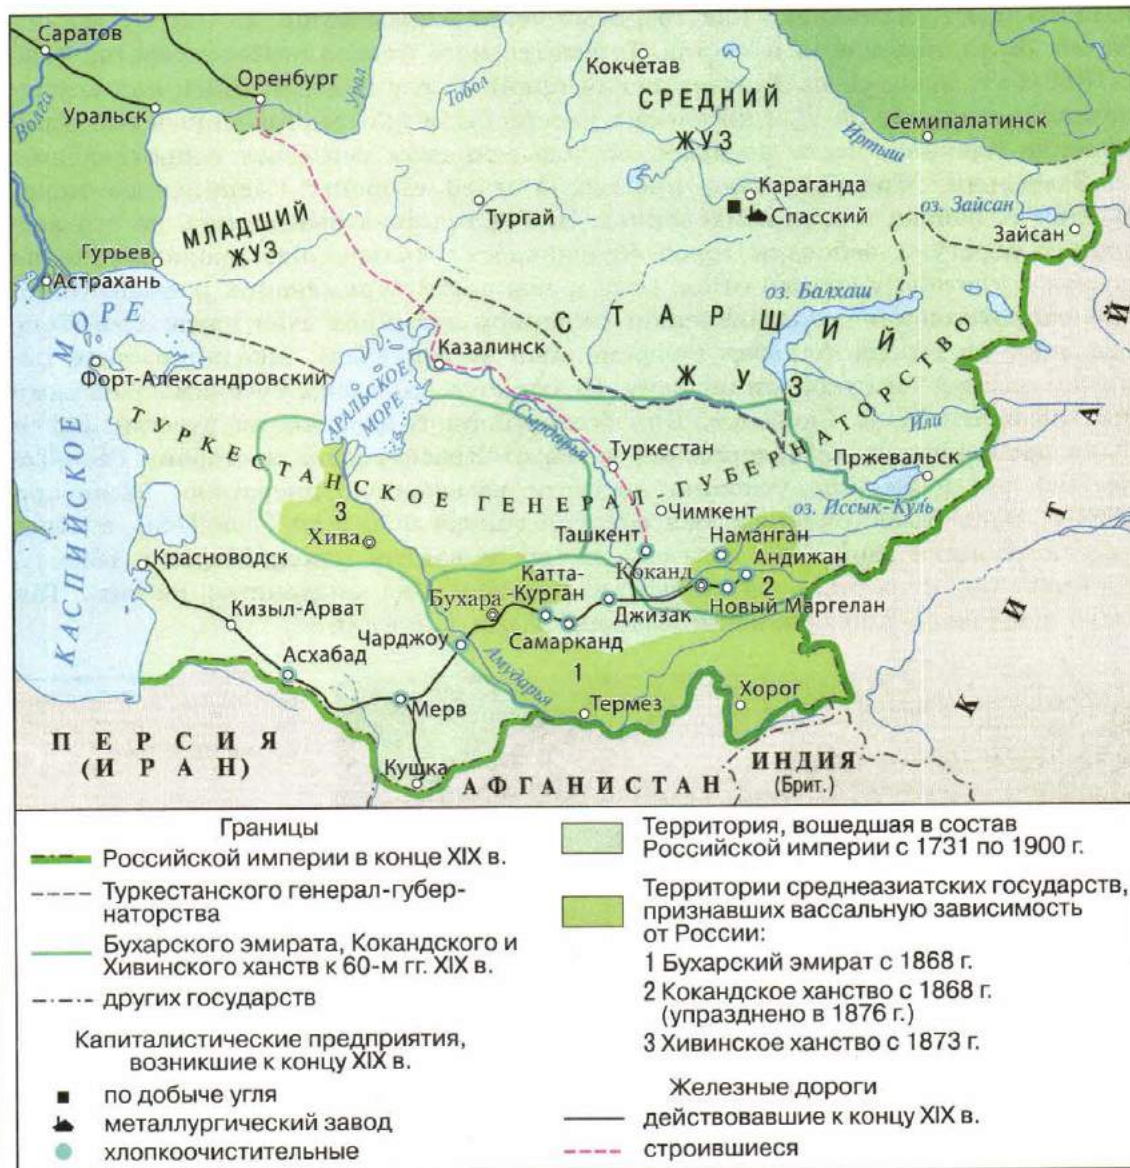 Саратов
Оренбург
Волга
Уральск
Урал
Тобол
Кокчетав
СРЕДНИЙ
ЖУЗ
Семипалатинск
Иртыш
Караганда
Спасский
оз. Зайсан
Зайсан
Тургай
МЛАДШИЙ
ЖУЗ
Гурьев
Астрахань
КАСПИЙСКОЕ МОРЕ
Форт-Александровский
АРАЛЬСКОЕ
МОРЕ
Казалинск
СТАРШИЙ
ЖУЗ
оз. Балхаш
Или
КИТАЙ
ТУРКЕСТАНСКОЕ ГЕНЕРАЛ-ГУБЕРНАТОРСТВО
Сырдарья
Туркестан
Чимкент
Пржевальск
оз. Иссык-Куль
3
Хива
Ташкент
Наманган
Андижан
Коканд
2
Новый Маргелан
Красноводск
Кизыл-Арват
Бухара
Катта-
Курган
Джизак
Самарканд
Чарджоу
Асхабад
Амударья
1
Мерв
Термез
Хорог
ПЕРСИЯ
(ИРАН)
Кушка
АФГАНИСТАН
ИНДИЯ
(Брит.)
Границы
Российской империи в конце XIX в.
Туркестанского генерал-губер-
наторства
Бухарского эмирата, Кокандского и
Хивинского ханств к 60-м гг. XIX в.
других государств
Капиталистические предприятия,
возникшие к концу XIX в.
по добыче угля
металлургический завод
хлопкоочистительные
Территория, вошедшая в состав
Российской империи с 1731 по 1900 г.
Территории среднеазиатских государств,
признавших вассальную зависимость
от России:
1 Бухарский эмират с 1868 г.
2 Кокандское ханство с 1868 г.
(упразднено в 1876 г.)
3 Хивинское ханство с 1873 г.
Железные дороги
действовавшие к концу XIX в.
строившиеся